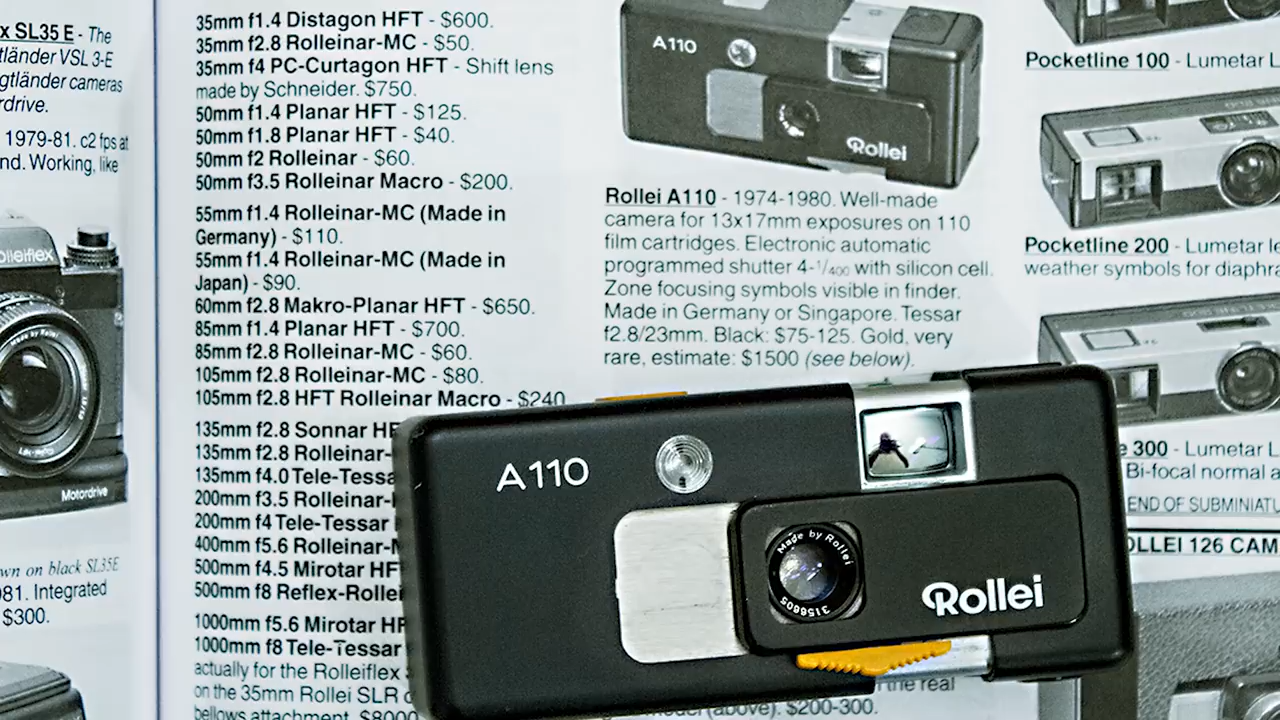 x SL35 E - The
tländer VSL 3-E
gtländer cameras
rdrive.
1979-81. c2 fps at
nd. Working, like
Rolleiflex
Motordrive
wn on black SL35E
981. Integrated
$300.
35mm f1.4 Distagon HFT - $600.
35mm f2.8 Rolleinar-MC - $50.
35mm f4 PC-Curtagon HFT - Shift lens
made by Schneider. $750.
50mm f1.4 Planar HFT - $125.
50mm f1.8 Planar HFT - $40.
50mm f2 Rolleinar - $60.
50mm f3.5 Rolleinar Macro - $200.
55mm f1.4 Rolleinar-MC (Made in
Germany) - $110.
55mm f1.4 Rolleinar-MC (Made in
Japan) - $90.
60mm f2.8 Makro-Planar HFT - $650.
85mm f1.4 Planar HFT - $700.
85mm f2.8 Rolleinar-MC - $60.
105mm f2.8 Rolleinar-MC - $80.
105mm f2.8 HFT Rolleinar Macro - $240
135mm f2.8 Sonnar HF
135mm f2.8 Rolleinar-
135mm f4.0 Tele-Tessa
200mm f3.5 Rolleinar-
200mm f4 Tele-Tessar
400mm f5.6 Rolleinar-M
500mm f4.5 Mirotar HF
500mm f8 Reflex-Rollei
1000mm f5.6 Mirotar HF
1000mm f8 Tele-Tessar
actually for the Rolleiflex
on the 35mm Rollei SLR
bellows attachment. $8000
A110
Rollei
Rollei A110 - 1974-1980. Well-made
camera for 13x17mm exposures on 110
film cartridges. Electronic automatic
programmed shutter 4-1/400 with silicon cell.
Zone focusing symbols visible in finder.
Made in Germany or Singapore. Tessar
f2.8/23mm. Black: $75-125. Gold, very
rare, estimate: $1500 (see below).
A110
Made by Rollei
3156605
Rollei
the real
model (above). $200-300.
Pocketline 100 - Lumetar L
Pocketline 200 - Lumetar le
weather symbols for diaphra
e 300 - Lumetar L
Bi-focal normal a
END OF SUBMINIATU
OLLEI 126 CAM